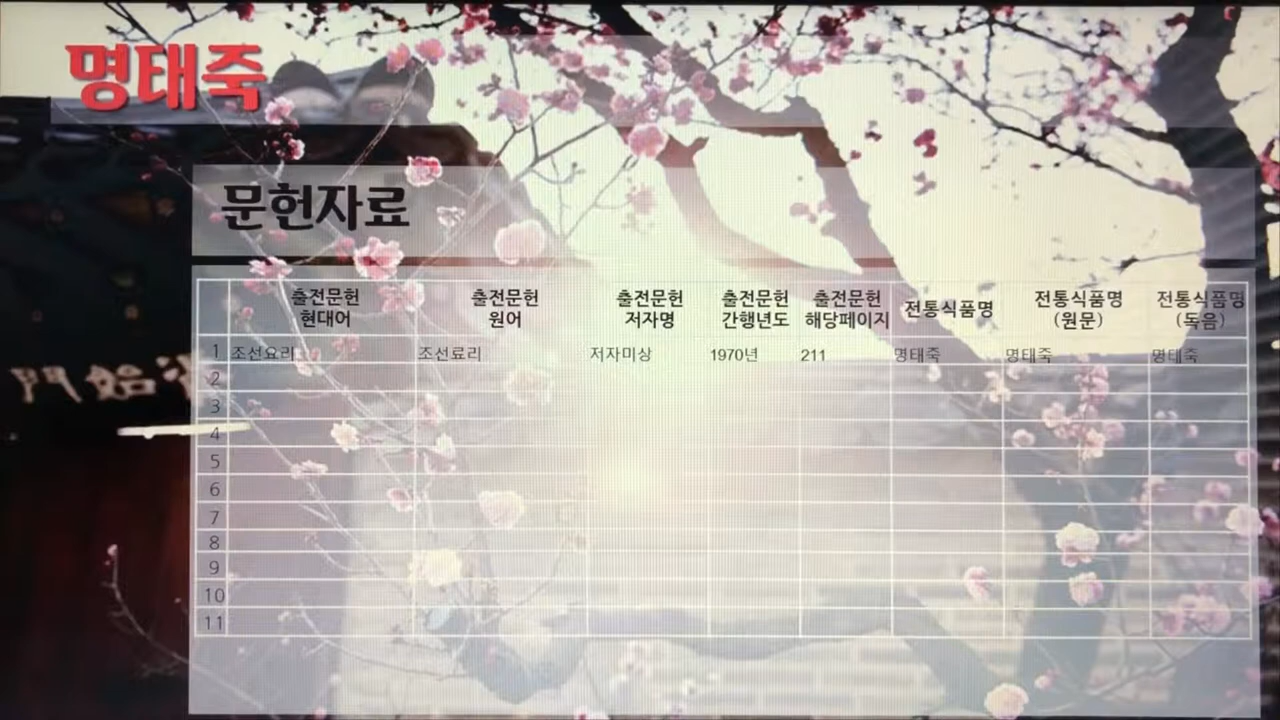 명태죽
문헌자료
출전문헌 현대어 출전문헌 원어 출전문헌 저자명 출전문헌 간행년도 출전문헌 해당페이지 전통식품명 전통식품명 (원문) 전통식품명 (독음)
1 조선요리 조선료리 저자미상 1970년 211 명태죽 명태죽 명태죽
2
3
4
5
6
7
8
9
10
11
門始